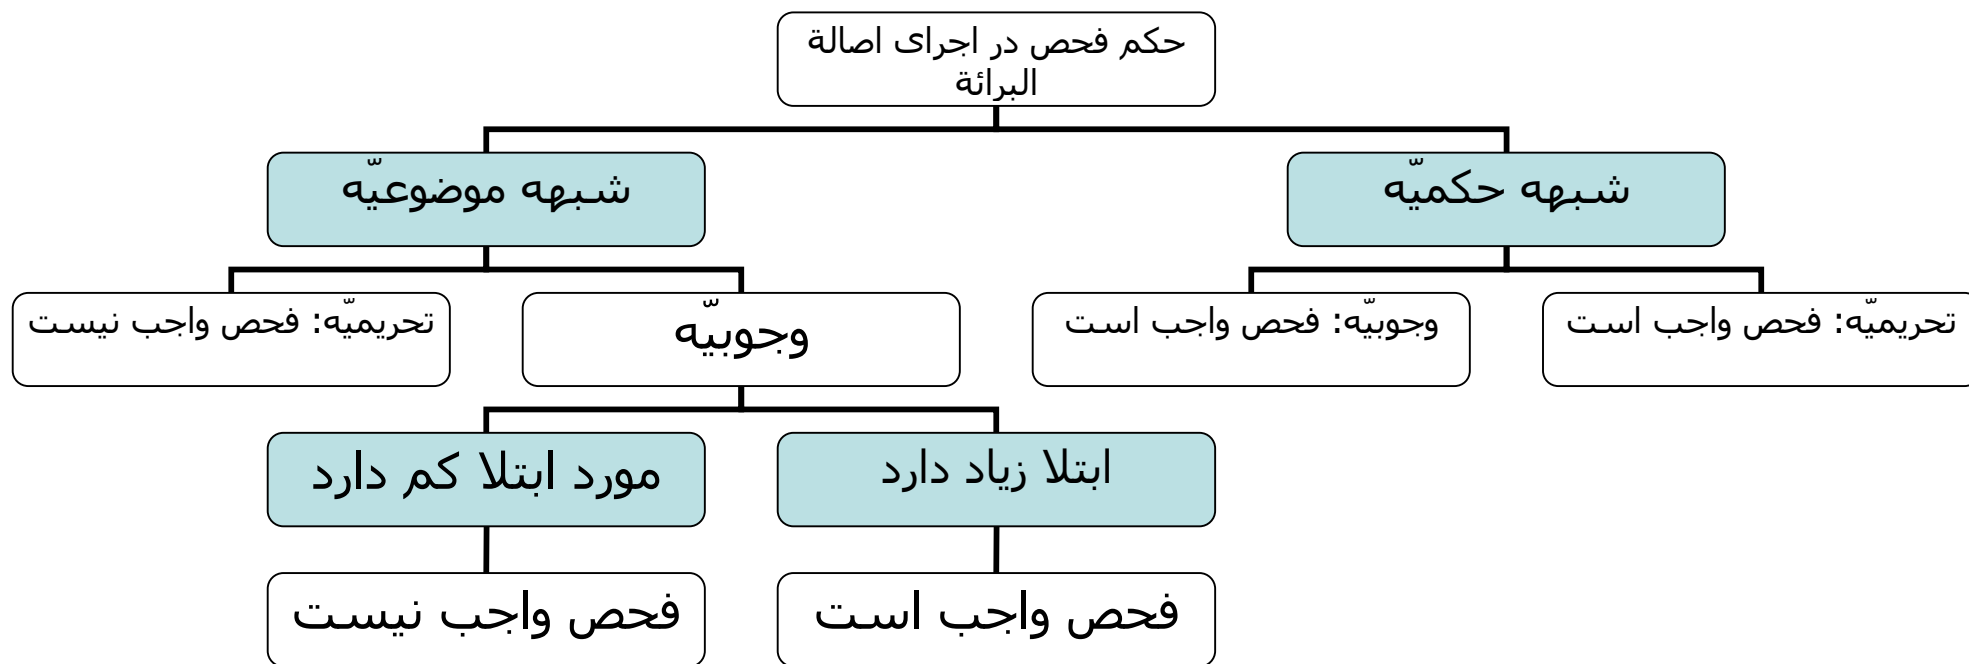 حکم فحص در اجرای اصالة
البرائة
شبهه حکمیّه
شبهه موضوعیّه
تحریمیّه: فحص واجب است
وجوبیّه: فحص واجب است
وجوبیّه
تحریمیّه: فحص واجب نیست
ابتلا زیاد دارد
مورد ابتلا کم دارد
فحص واجب است
فحص واجب نیست